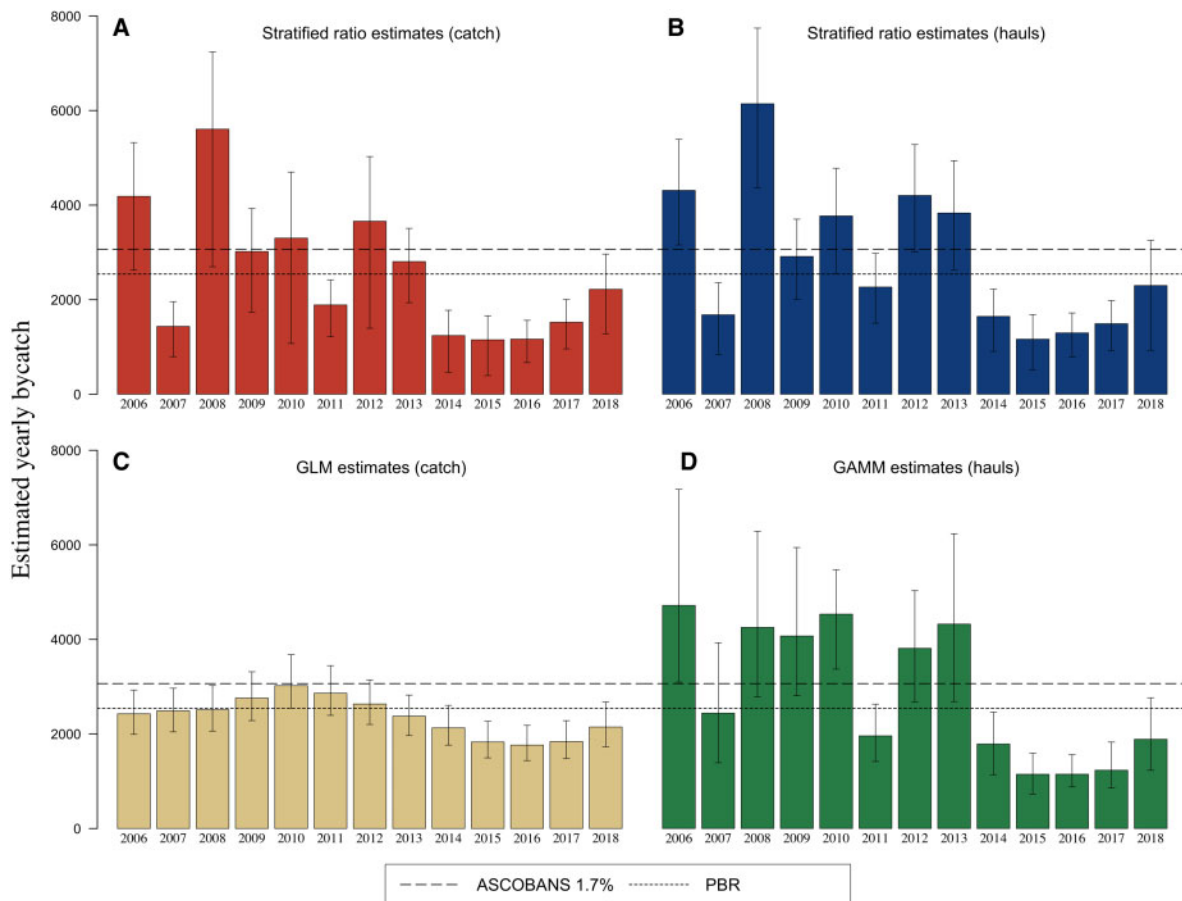 A
Stratified ratio estimates (catch)
B
Stratified ratio estimates (hauls)
8000
6000
4000
2000
0
2006 2007 2008 2009 2010 2011 2012 2013 2014 2015 2016 2017 2018
2006 2007 2008 2009 2010 2011 2012 2013 2014 2015 2016 2017 2018
Estimated yearly bycatch
C
GLM estimates (catch)
D
GAMM estimates (hauls)
8000
6000
4000
2000
0
2006 2007 2008 2009 2010 2011 2012 2013 2014 2015 2016 2017 2018
2006 2007 2008 2009 2010 2011 2012 2013 2014 2015 2016 2017 2018
ASCOBANS 1.7% PBR